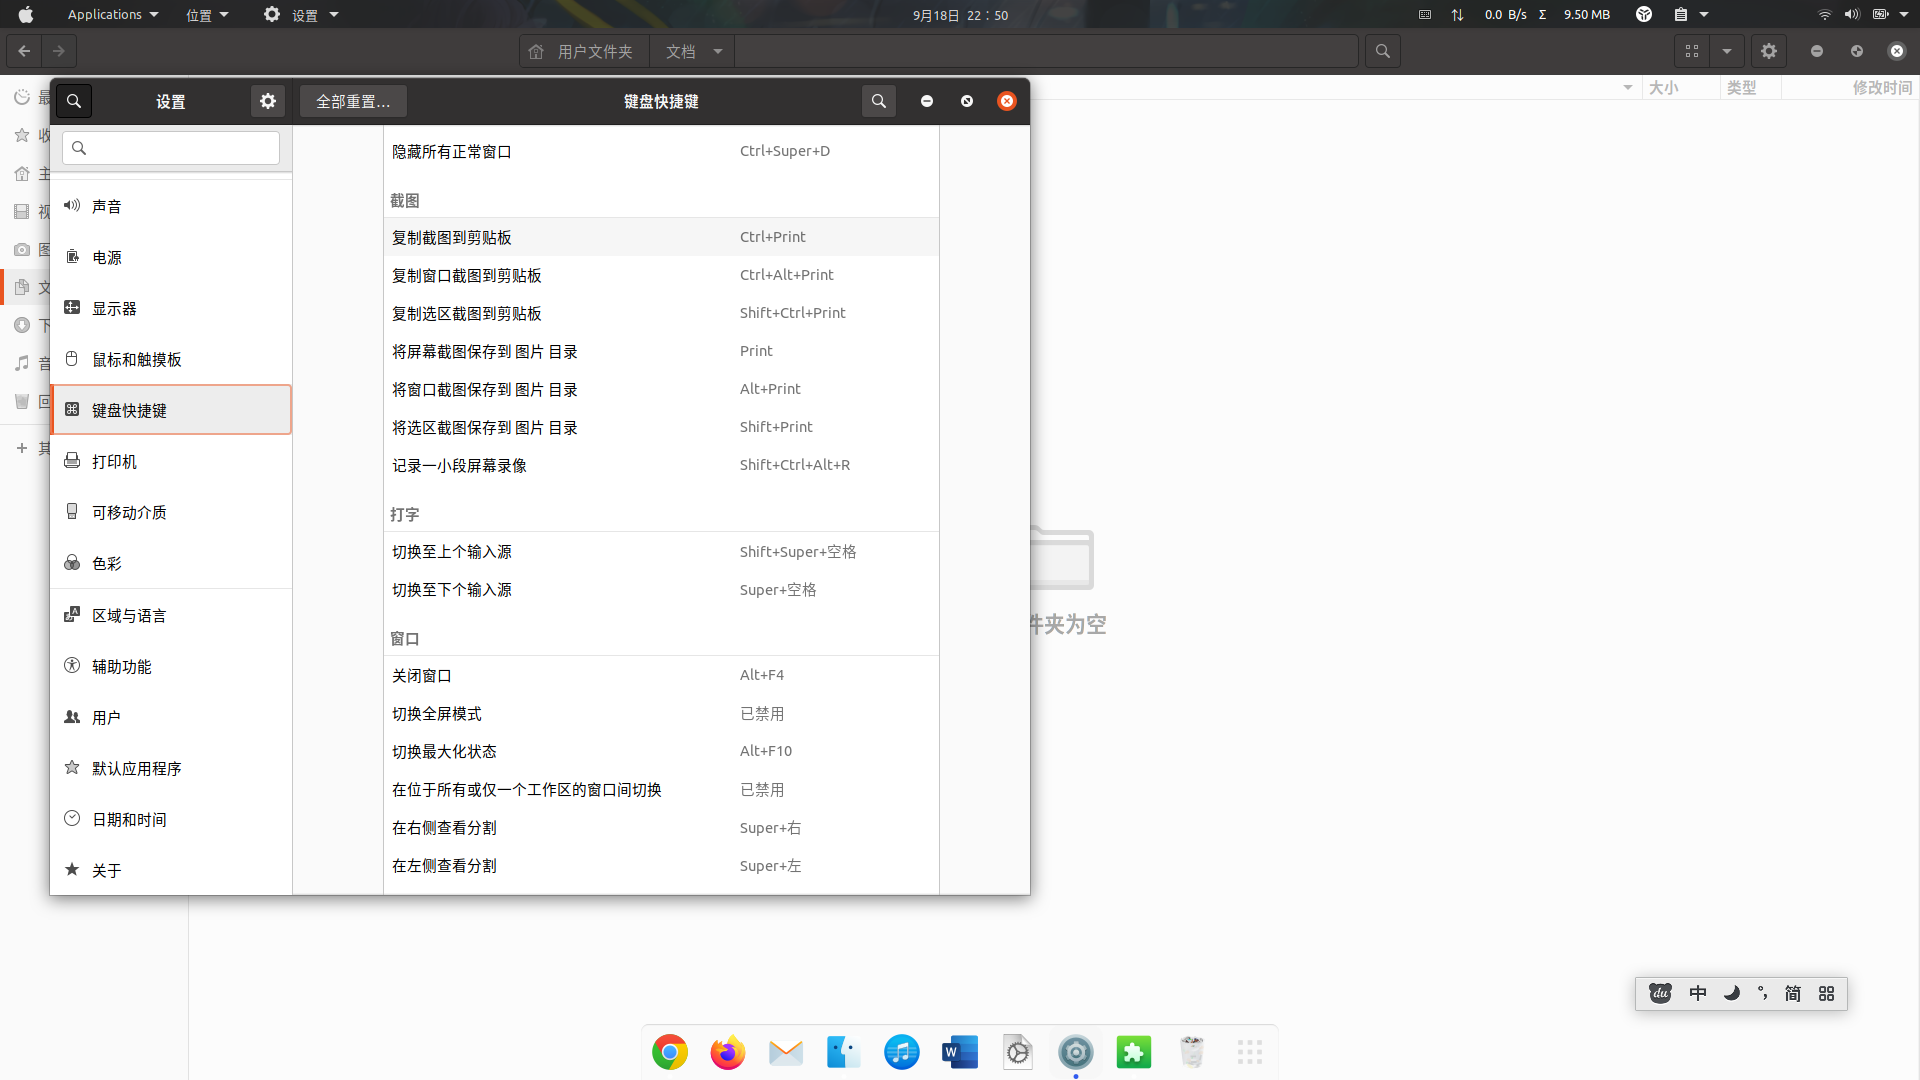 Applications
位置
设置
9月18日 22：50
0.0 B/s Σ 9.50 MB
用户文件夹
文档
大小
类型
修改时间
设置
全部重置…
键盘快捷键
最
收
主
视
图
文
下
音
回
其
声音
电源
显示器
鼠标和触摸板
键盘快捷键
打印机
可移动介质
色彩
区域与语言
辅助功能
用户
默认应用程序
日期和时间
关于
隐藏所有正常窗口 Ctrl+Super+D
截图
复制截图到剪贴板 Ctrl+Print
复制窗口截图到剪贴板 Ctrl+Alt+Print
复制选区截图到剪贴板 Shift+Ctrl+Print
将屏幕截图保存到 图片 目录 Print
将窗口截图保存到 图片 目录 Alt+Print
将选区截图保存到 图片 目录 Shift+Print
记录一小段屏幕录像 Shift+Ctrl+Alt+R
打字
切换至上个输入源 Shift+Super+空格
切换至下个输入源 Super+空格
窗口
关闭窗口 Alt+F4
切换全屏模式 已禁用
切换最大化状态 Alt+F10
在位于所有或仅一个工作区的窗口间切换 已禁用
在右侧查看分割 Super+右
在左侧查看分割 Super+左
件夹为空
du 中 °, 简
W